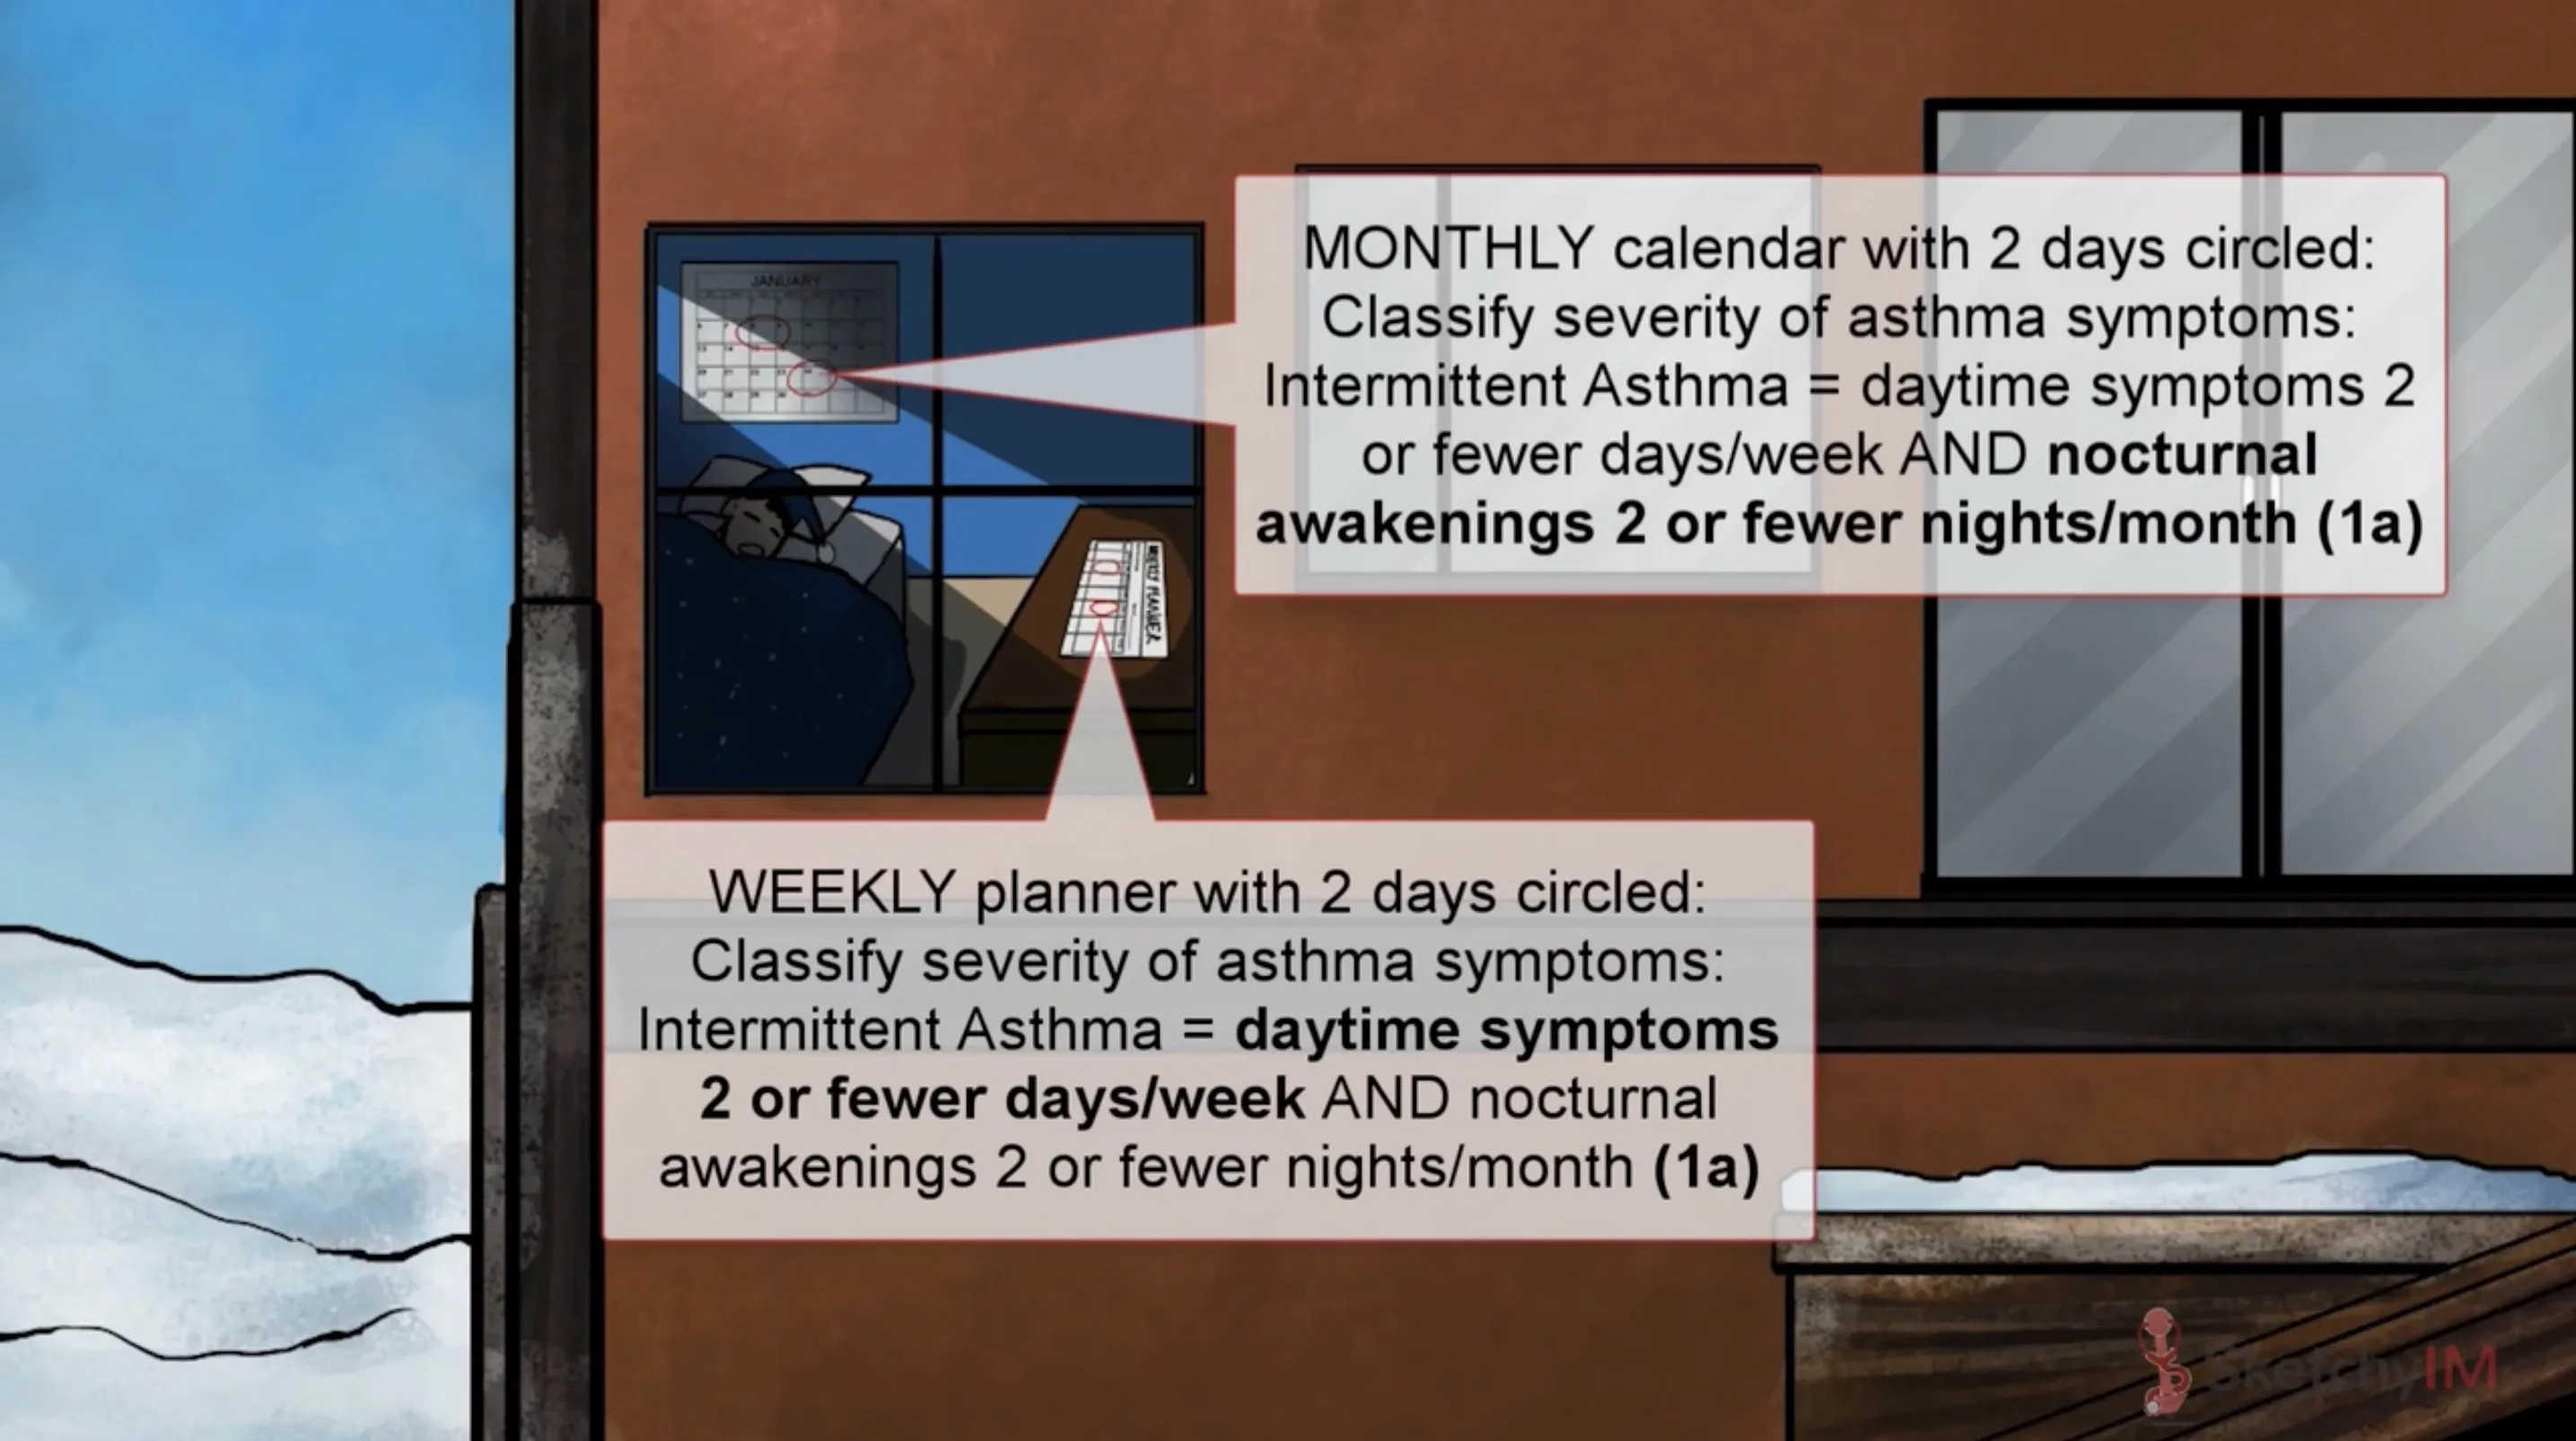 JANUARY
MONTHLY calendar with 2 days circled:
Classify severity of asthma symptoms:
Intermittent Asthma = daytime symptoms 2
or fewer days/week AND nocturnal
awakenings 2 or fewer nights/month (1a)
WEEKLY PLANNER
WEEKLY planner with 2 days circled:
Classify severity of asthma symptoms:
Intermittent Asthma = daytime symptoms
2 or fewer days/week AND nocturnal
awakenings 2 or fewer nights/month (1a)
SketchyIM